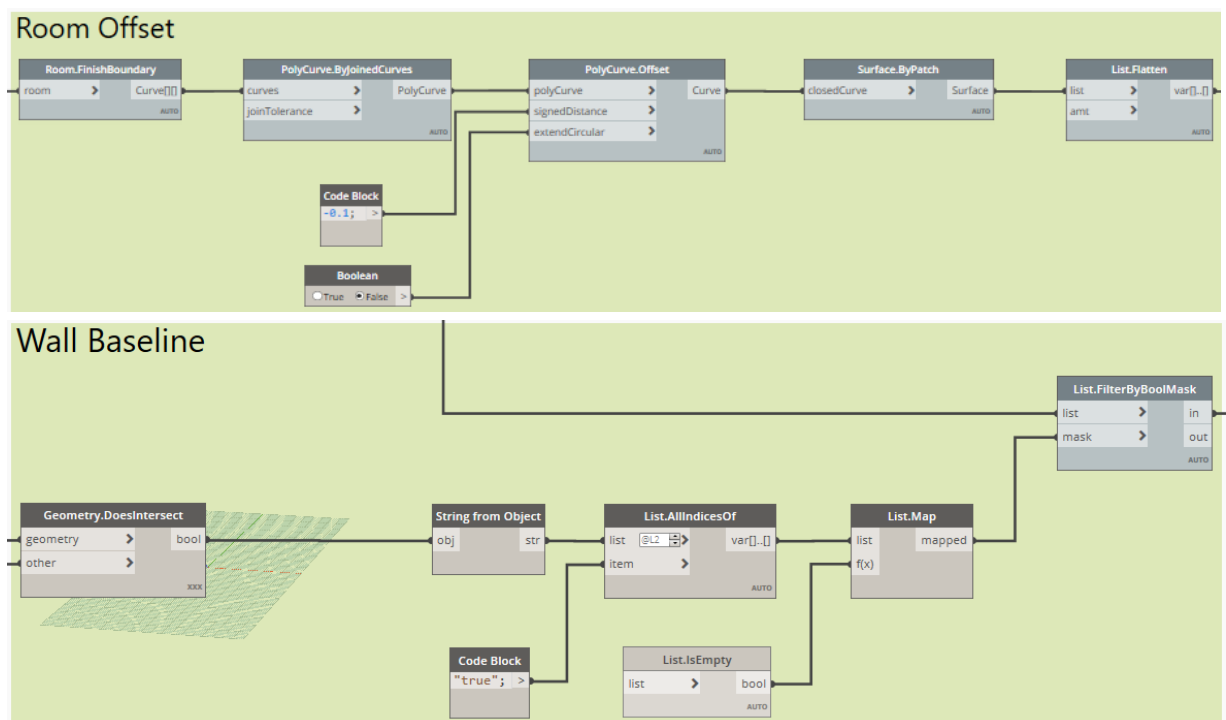 Room Offset
Room.FinishBoundary
room > Curve[][]
AUTO
PolyCurve.ByJoinedCurves
curves > PolyCurve
joinTolerance >
AUTO
PolyCurve.Offset
polyCurve > Curve
signedDistance >
extendCircular >
AUTO
Surface.ByPatch
closedCurve > Surface
AUTO
List.Flatten
list > var[]..[]
amt >
AUTO
Code Block
-0.1; >
Boolean
True False >
Wall Baseline
List.FilterByBoolMask
list > in
mask > out
AUTO
Geometry.DoesIntersect
geometry > bool
other >
XXX
String from Object
obj str
List.AllIndicesOf
list @L2 > var[]..[]
item >
AUTO
List.Map
list mapped
f(x)
Code Block
"true"; >
List.IsEmpty
list > bool
AUTO